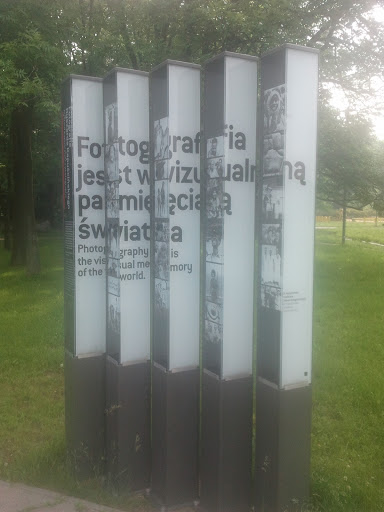 Fotografia
jest wizualną
pamięcią
świata
Photography is
the visual memory
of the world.